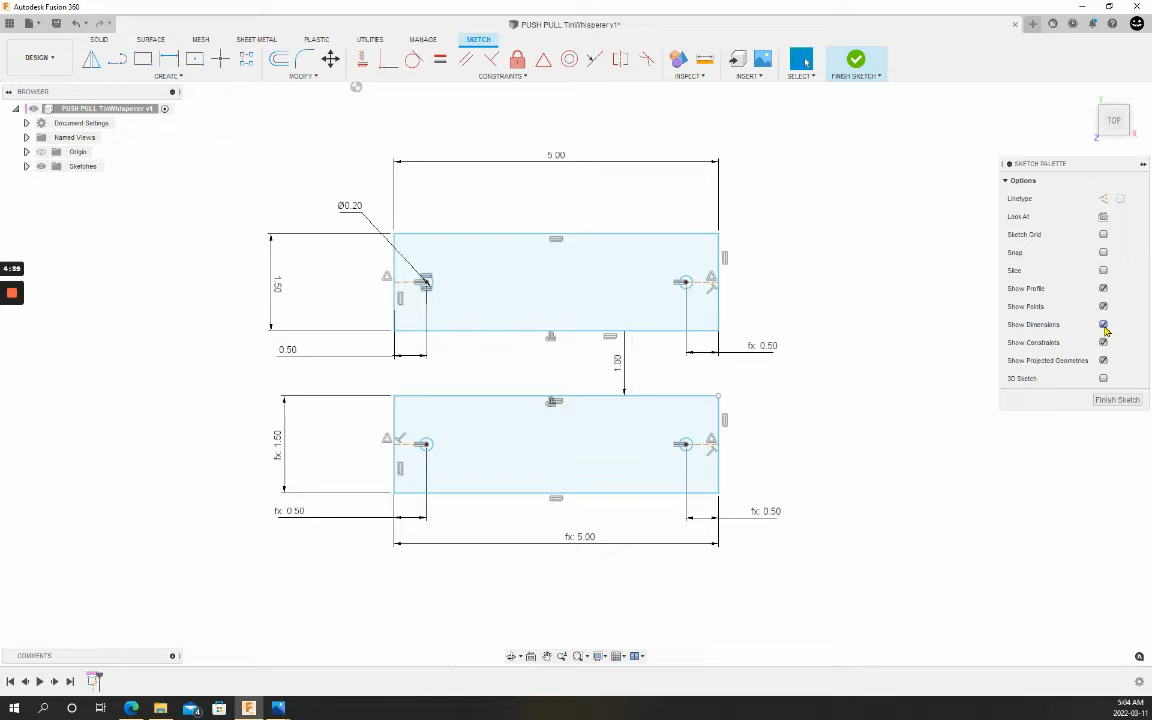 Autodesk Fusion 360
PUSH PULL TinWhisperer v1*
DESIGN
SOLID
SURFACE
MESH
SHEET METAL
PLASTIC
UTILITIES
MANAGE
SKETCH
CREATE
MODIFY
CONSTRAINTS
INSPECT
INSERT
SELECT
FINISH SKETCH
BROWSER
PUSH PULL TinWhisperer v1
Document Settings
Named Views
Origin
Sketches
Y
TOP
X
Z
5.00
Ø0.20
1.50
0.50
fx: 0.50
1.00
fx: 1.50
fx: 0.50
fx: 0.50
fx: 5.00
4:39
SKETCH PALETTE
Options
Linetype
Look At
Sketch Grid
Snap
Slice
Show Profile
Show Points
Show Dimensions
Show Constraints
Show Projected Geometries
3D Sketch
Finish Sketch
COMMENTS
4
5:04 AM
2022-03-11